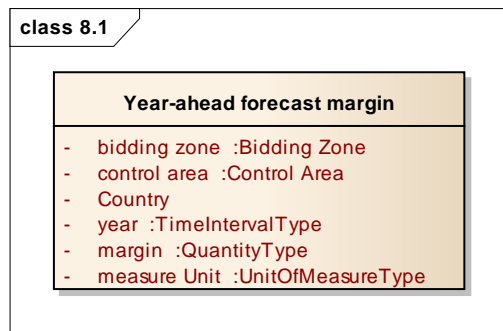 class 8.1
Year-ahead forecast margin
- bidding zone :Bidding Zone
- control area :Control Area
- Country
- year :TimeIntervalType
- margin :QuantityType
- measure Unit :UnitOfMeasureType